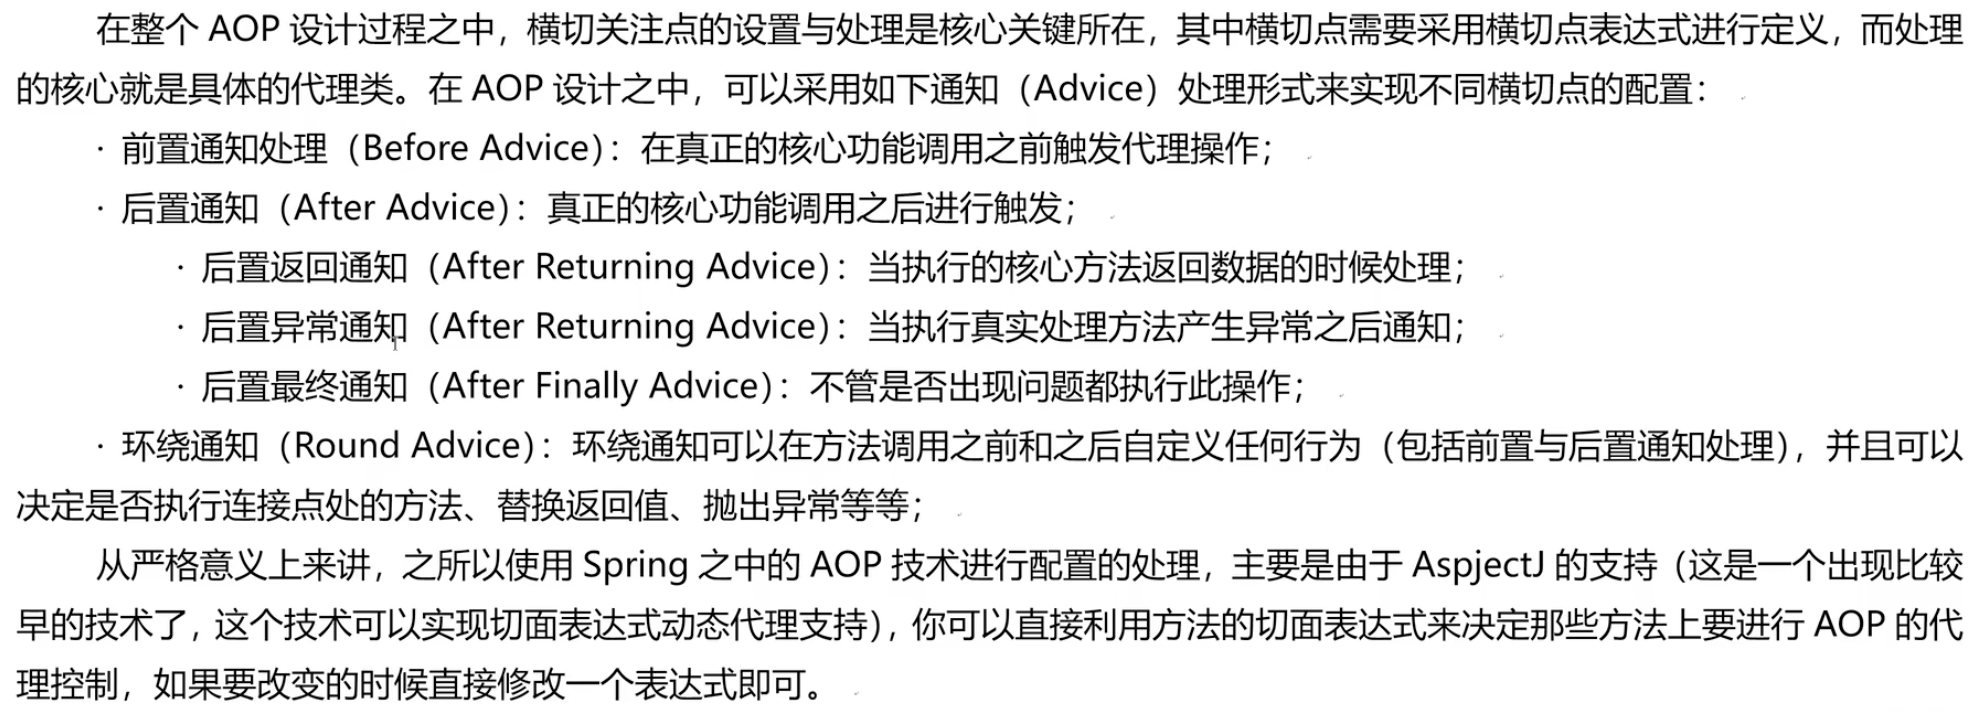 在整个 AOP 设计过程之中，横切关注点的设置与处理是核心关键所在，其中横切点需要采用横切点表达式进行定义，而处理
的核心就是具体的代理类。在 AOP 设计之中，可以采用如下通知（Advice）处理形式来实现不同横切点的配置：
· 前置通知处理（Before Advice）：在真正的核心功能调用之前触发代理操作；
· 后置通知（After Advice）：真正的核心功能调用之后进行触发；
· 后置返回通知（After Returning Advice）：当执行的核心方法返回数据的时候处理；
· 后置异常通知（After Returning Advice）：当执行真实处理方法产生异常之后通知；
· 后置最终通知（After Finally Advice）：不管是否出现问题都执行此操作；
· 环绕通知（Round Advice）：环绕通知可以在方法调用之前和之后自定义任何行为（包括前置与后置通知处理），并且可以
决定是否执行连接点处的方法、替换返回值、抛出异常等等；
从严格意义上来讲，之所以使用 Spring 之中的 AOP 技术进行配置的处理，主要是由于 AspjectJ 的支持（这是一个出现比较
早的技术了，这个技术可以实现切面表达式动态代理支持），你可以直接利用方法的切面表达式来决定那些方法上要进行 AOP 的代
理控制，如果要改变的时候直接修改一个表达式即可。